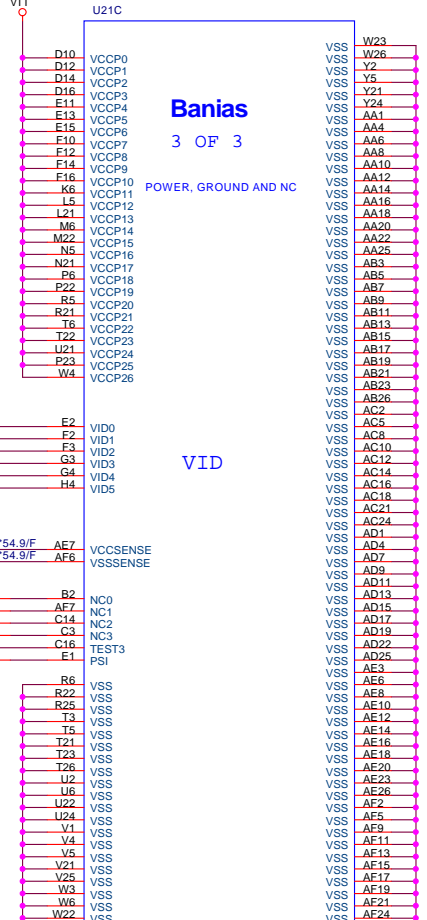 VTT
U21C
Banias
3 OF 3
POWER, GROUND AND NC
D10 VCCP0
D12 VCCP1
D14 VCCP2
D16 VCCP3
E11 VCCP4
E13 VCCP5
E15 VCCP6
F10 VCCP7
F12 VCCP8
F14 VCCP9
F16 VCCP10
K6 VCCP11
L5 VCCP12
L21 VCCP13
M6 VCCP14
M22 VCCP15
N5 VCCP16
N21 VCCP17
P6 VCCP18
P22 VCCP19
R5 VCCP20
R21 VCCP21
T6 VCCP22
T22 VCCP23
U21 VCCP24
P23 VCCP25
W4 VCCP26
E2 VID0
F2 VID1
F3 VID2
G3 VID3
G4 VID4
H4 VID5
VID
*54.9/F AE7 VCCSENSE
*54.9/F AF6 VSSSENSE
B2 NC0
AF7 NC1
C14 NC2
C3 NC3
C16 TEST3
E1 PSI
R6 VSS
R22 VSS
R25 VSS
T3 VSS
T5 VSS
T21 VSS
T23 VSS
T26 VSS
U2 VSS
U6 VSS
U22 VSS
U24 VSS
V1 VSS
V4 VSS
V5 VSS
V21 VSS
V25 VSS
W3 VSS
W6 VSS
W22 VSS
VSS W23
VSS W26
VSS Y2
VSS Y5
VSS Y21
VSS Y24
VSS AA1
VSS AA4
VSS AA6
VSS AA8
VSS AA10
VSS AA12
VSS AA14
VSS AA16
VSS AA18
VSS AA20
VSS AA22
VSS AA25
VSS AB3
VSS AB5
VSS AB7
VSS AB9
VSS AB11
VSS AB13
VSS AB15
VSS AB17
VSS AB19
VSS AB21
VSS AB23
VSS AB26
VSS AC2
VSS AC5
VSS AC8
VSS AC10
VSS AC12
VSS AC14
VSS AC16
VSS AC18
VSS AC21
VSS AC24
VSS AD1
VSS AD4
VSS AD7
VSS AD9
VSS AD11
VSS AD13
VSS AD15
VSS AD17
VSS AD19
VSS AD22
VSS AD25
VSS AE3
VSS AE6
VSS AE8
VSS AE10
VSS AE12
VSS AE14
VSS AE16
VSS AE18
VSS AE20
VSS AE23
VSS AE26
VSS AF2
VSS AF5
VSS AF9
VSS AF11
VSS AF13
VSS AF15
VSS AF17
VSS AF19
VSS AF21
VSS AF24